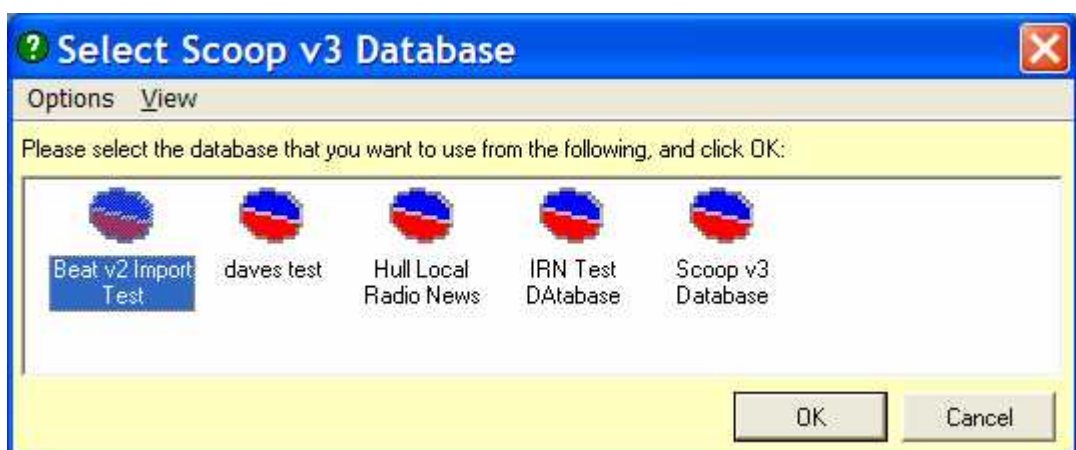 Select Scoop v3 Database
Options View
Please select the database that you want to use from the following, and click OK:
Beat v2 Import
Test
daves test
Hull Local
Radio News
IRN Test
DAtabase
Scoop v3
Database
OK
Cancel